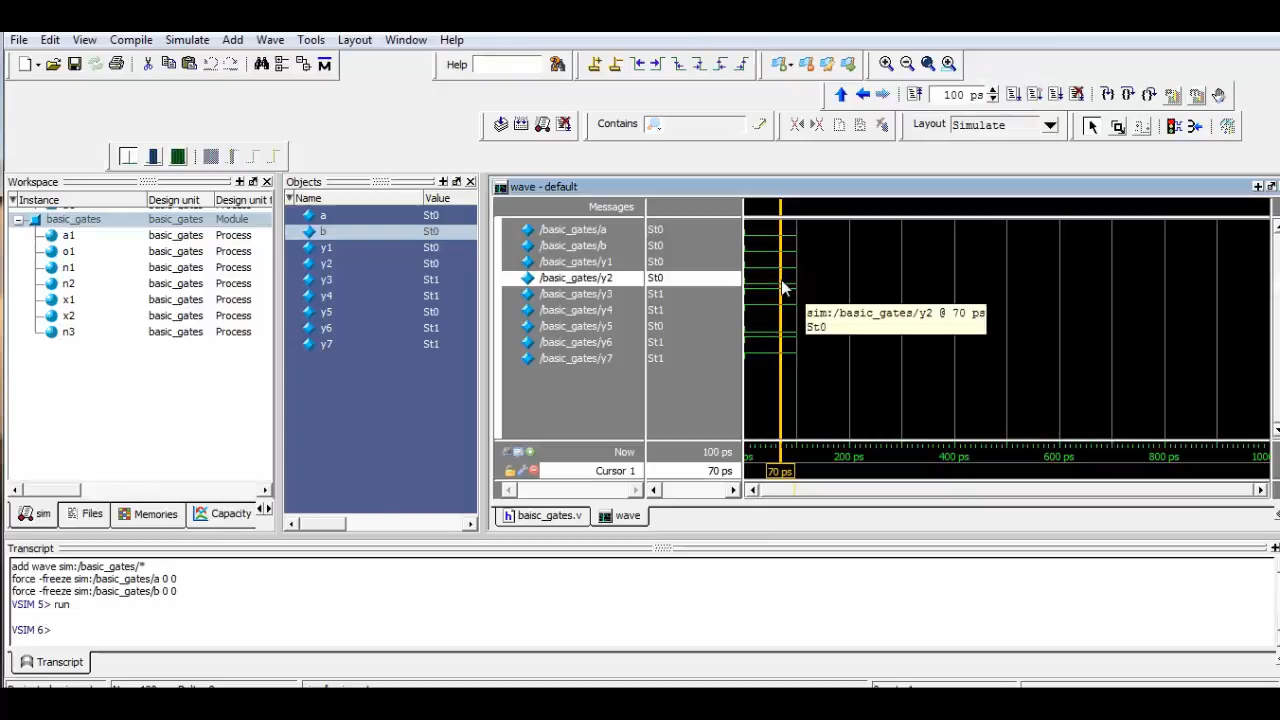 File Edit View Compile Simulate Add Wave Tools Layout Window Help
Help
100 ps
Contains
Layout Simulate
Workspace
Instance Design unit Design unit t
basic_gates basic_gates Module
a1 basic_gates Process
o1 basic_gates Process
n1 basic_gates Process
n2 basic_gates Process
x1 basic_gates Process
x2 basic_gates Process
n3 basic_gates Process
sim Files Memories Capacity
Objects
Name Value
a St0
b St0
y1 St0
y2 St0
y3 St1
y4 St1
y5 St0
y6 St1
y7 St1
wave - default
Messages
/basic_gates/a St0
/basic_gates/b St0
/basic_gates/y1 St0
/basic_gates/y2 St0
/basic_gates/y3 St1
/basic_gates/y4 St1
/basic_gates/y5 St0
/basic_gates/y6 St1
/basic_gates/y7 St1
sim:/basic_gates/y2 @ 70 ps
St0
Now 100 ps
ps 200 ps 400 ps 600 ps 800 ps 100
Cursor 1 70 ps
70 ps
baisc_gates.v wave
Transcript
add wave sim:/basic_gates/*
force -freeze sim:/basic_gates/a 0 0
force -freeze sim:/basic_gates/b 0 0
VSIM 5> run
VSIM 6>
Transcript